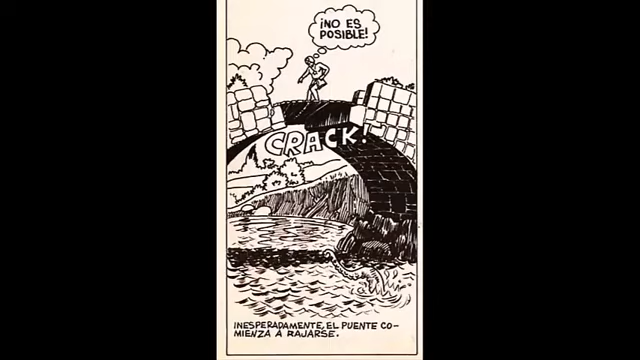 ¡NO ES
POSIBLE!
CRACK!
INESPERADAMENTE, EL PUENTE CO-
MIENZA A RAJARSE.